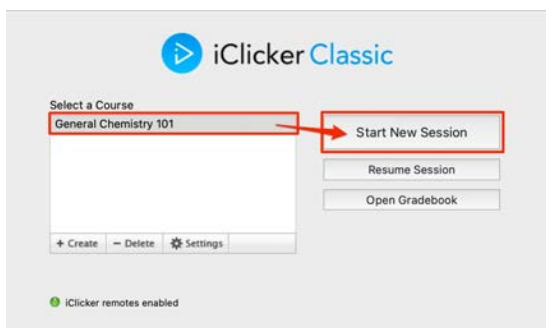 iClicker Classic
Select a Course
General Chemistry 101
Start New Session
Resume Session
Open Gradebook
+ Create − Delete Settings
iClicker remotes enabled